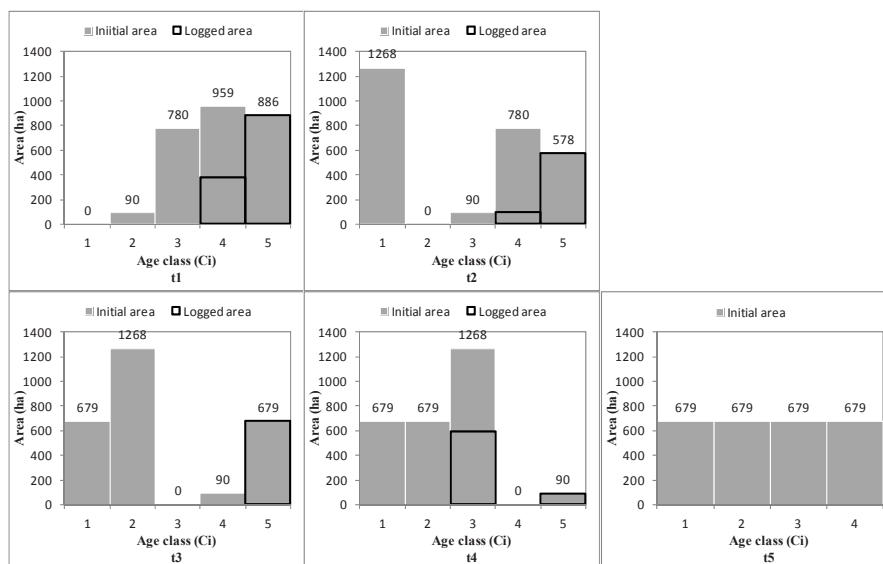 Iniitial area Logged area
Area (ha)
1400
1200
1000
800
600
400
200
0
0 90 780 959 886
1 2 3 4 5
Age class (Ci)
t1
Initial area Logged area
Area (ha)
1400
1200
1000
800
600
400
200
0
1268 0 90 780 578
1 2 3 4 5
Age class (Ci)
t2
Initial area Logged area
Area (ha)
1400
1200
1000
800
600
400
200
0
679 1268 0 90 679
1 2 3 4 5
Age class (Ci)
t3
Initial area Logged area
Area (ha)
1400
1200
1000
800
600
400
200
0
679 679 1268 0 90
1 2 3 4 5
Age class (Ci)
t4
Initial area
Area (ha)
1400
1200
1000
800
600
400
200
0
679 679 679 679
1 2 3 4
Age class (Ci)
t5